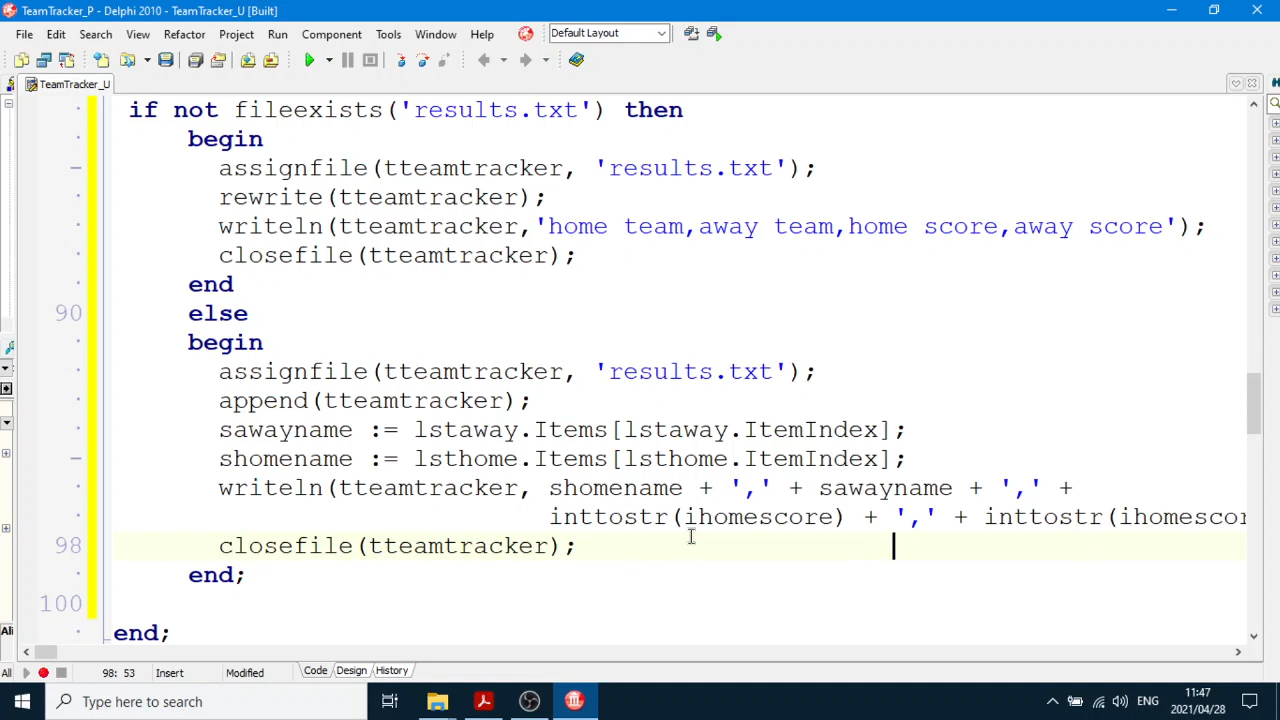 TeamTracker_P - Delphi 2010 - TeamTracker_U [Built]
File Edit Search View Refactor Project Run Component Tools Window Help Default Layout
TeamTracker_U
if not fileexists('results.txt') then
begin
assignfile(tteamtracker, 'results.txt');
rewrite(tteamtracker);
writeln(tteamtracker,'home team,away team,home score,away score');
closefile(tteamtracker);
end
90 else
begin
assignfile(tteamtracker, 'results.txt');
append(tteamtracker);
sawayname := lstaway.Items[lstaway.ItemIndex];
shomename := lsthome.Items[lsthome.ItemIndex];
writeln(tteamtracker, shomename + ',' + sawayname + ',' +
inttostr(ihomescore) + ',' + inttostr(ihomescor
98 closefile(tteamtracker);
end;
100
end;
Ali
All 98: 53 Insert Modified Code Design History
Type here to search ENG 11:47
2021/04/28